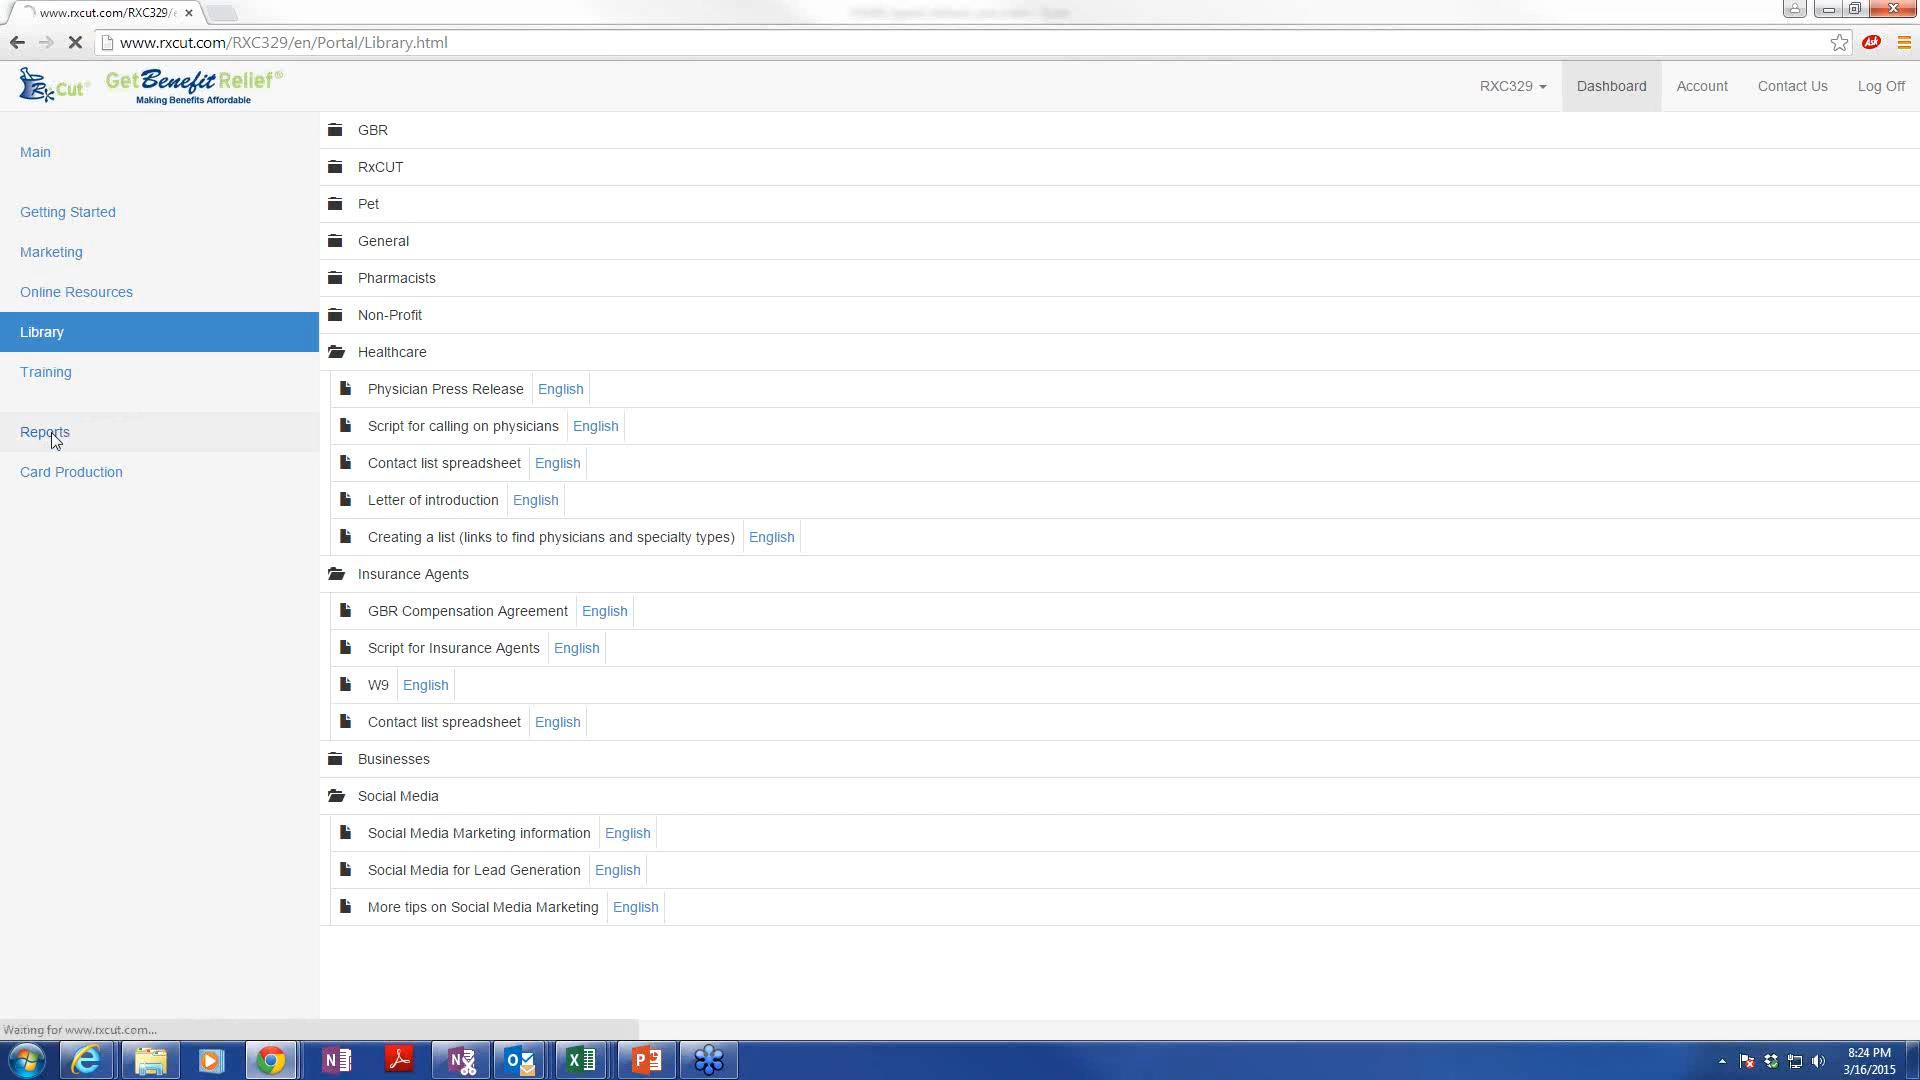 www.rxcut.com/RXC329/e
www.rxcut.com/RXC329/en/Portal/Library.html
Ask
Rx Cut® Get Benefit Relief®
Making Benefits Affordable
RXC329
Dashboard
Account
Contact Us
Log Off
Main
Getting Started
Marketing
Online Resources
Library
Training
Reports
Card Production
GBR
RxCUT
Pet
General
Pharmacists
Non-Profit
Healthcare
Physician Press Release English
Script for calling on physicians English
Contact list spreadsheet English
Letter of introduction English
Creating a list (links to find physicians and specialty types) English
Insurance Agents
GBR Compensation Agreement English
Script for Insurance Agents English
W9 English
Contact list spreadsheet English
Businesses
Social Media
Social Media Marketing information English
Social Media for Lead Generation English
More tips on Social Media Marketing English
Waiting for www.rxcut.com...
8:24 PM
3/16/2015